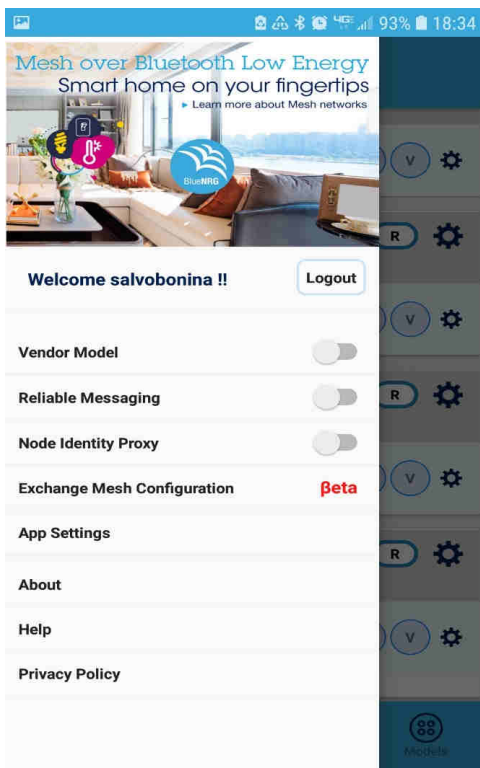 4G 93% 18:34
Mesh over Bluetooth Low Energy
Smart home on your fingertips
▸ Learn more about Mesh networks
BlueNRG
Welcome salvobonina !!
Logout
V
R
V
Vendor Model
R
Reliable Messaging
Node Identity Proxy
V
Exchange Mesh Configuration βeta
App Settings
R
About
Help
V
Privacy Policy
Models